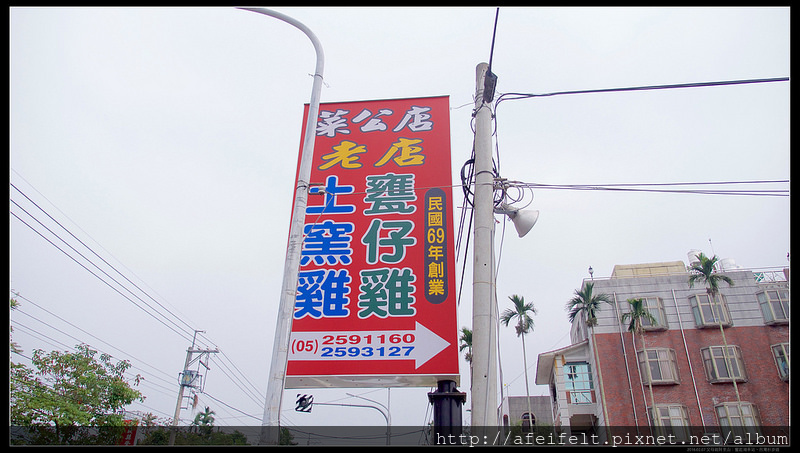 菜公店
老店
甕仔雞
土窯雞
民國69年創業
(05) 2591160
2593127
http://afeifelt.pixnet.net/album